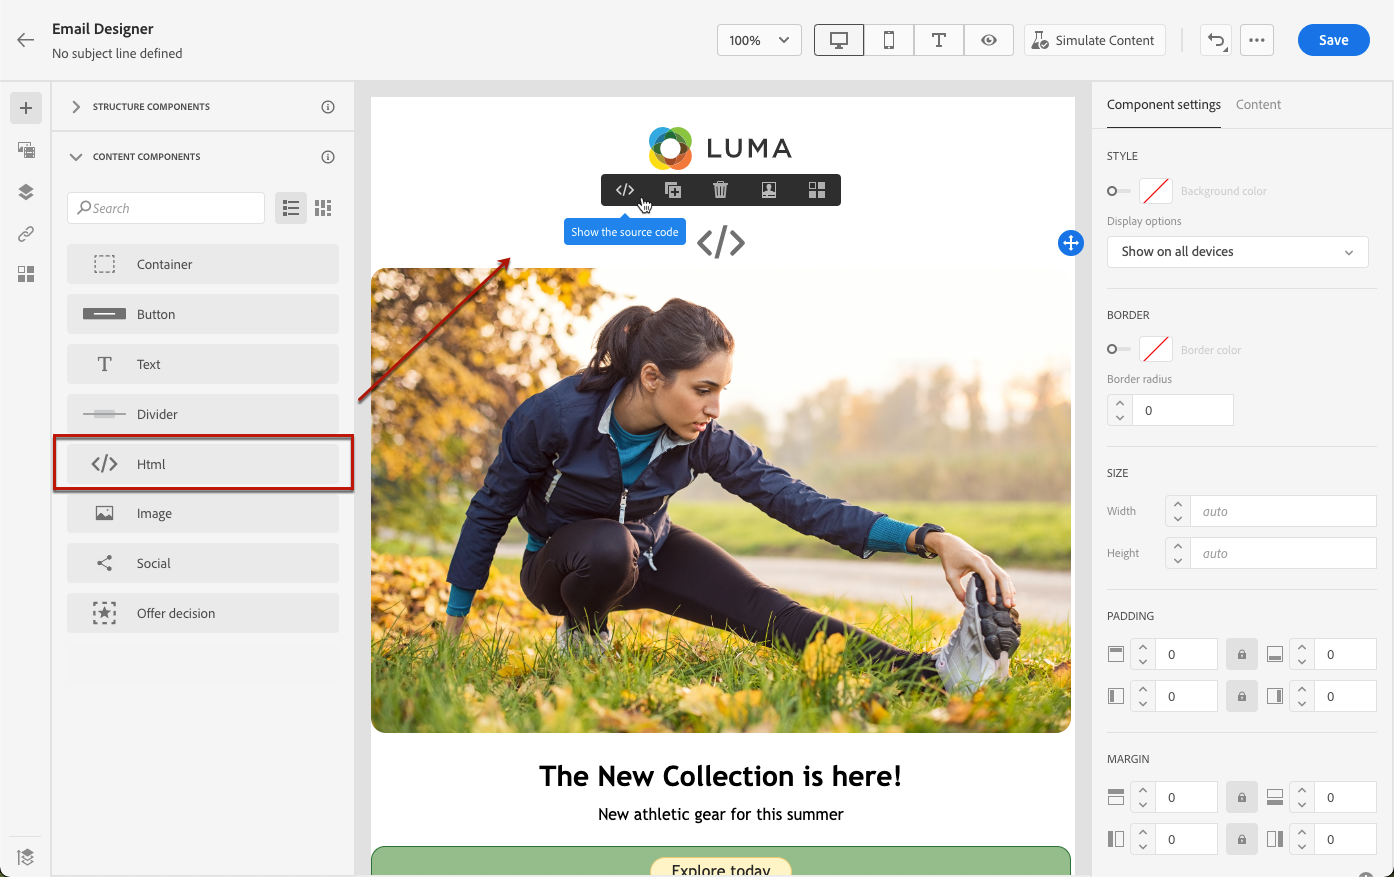 Email Designer
No subject line defined
100%
Simulate Content
Save
STRUCTURE COMPONENTS
CONTENT COMPONENTS
Search
Container
Button
Text
Divider
Html
Image
Social
Offer decision
LUMA
Show the source code
The New Collection is here!
New athletic gear for this summer
Explore today
Component settings
Content
STYLE
Background color
Display options
Show on all devices
BORDER
Border color
Border radius
0
SIZE
Width
auto
Height
auto
PADDING
0
0
0
0
MARGIN
0
0
0
0